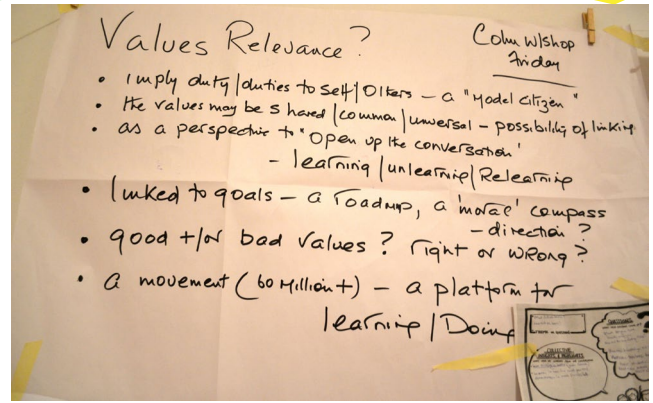 Values Relevance?
Colm W/shop
Friday
• Imply duty/duties to self/Others – a "Model Citizen"
• the values may be shared/common/universal – possibility of linking
• as a perspective to "Open up the conversation'
– learning/unlearning/Relearning
• linked to goals – a roadmap, a 'moral' compass
– direction?
• good +/or bad values? right or wrong?
• a movement (60 Million+) – a platform for
learning/Doing